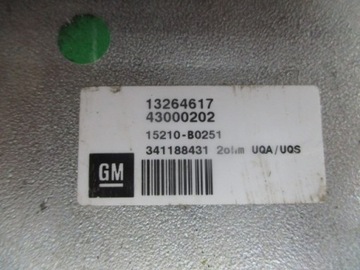 13264617
43000202
15210-B0251
341188431 2ohm UQA/UQS
GM